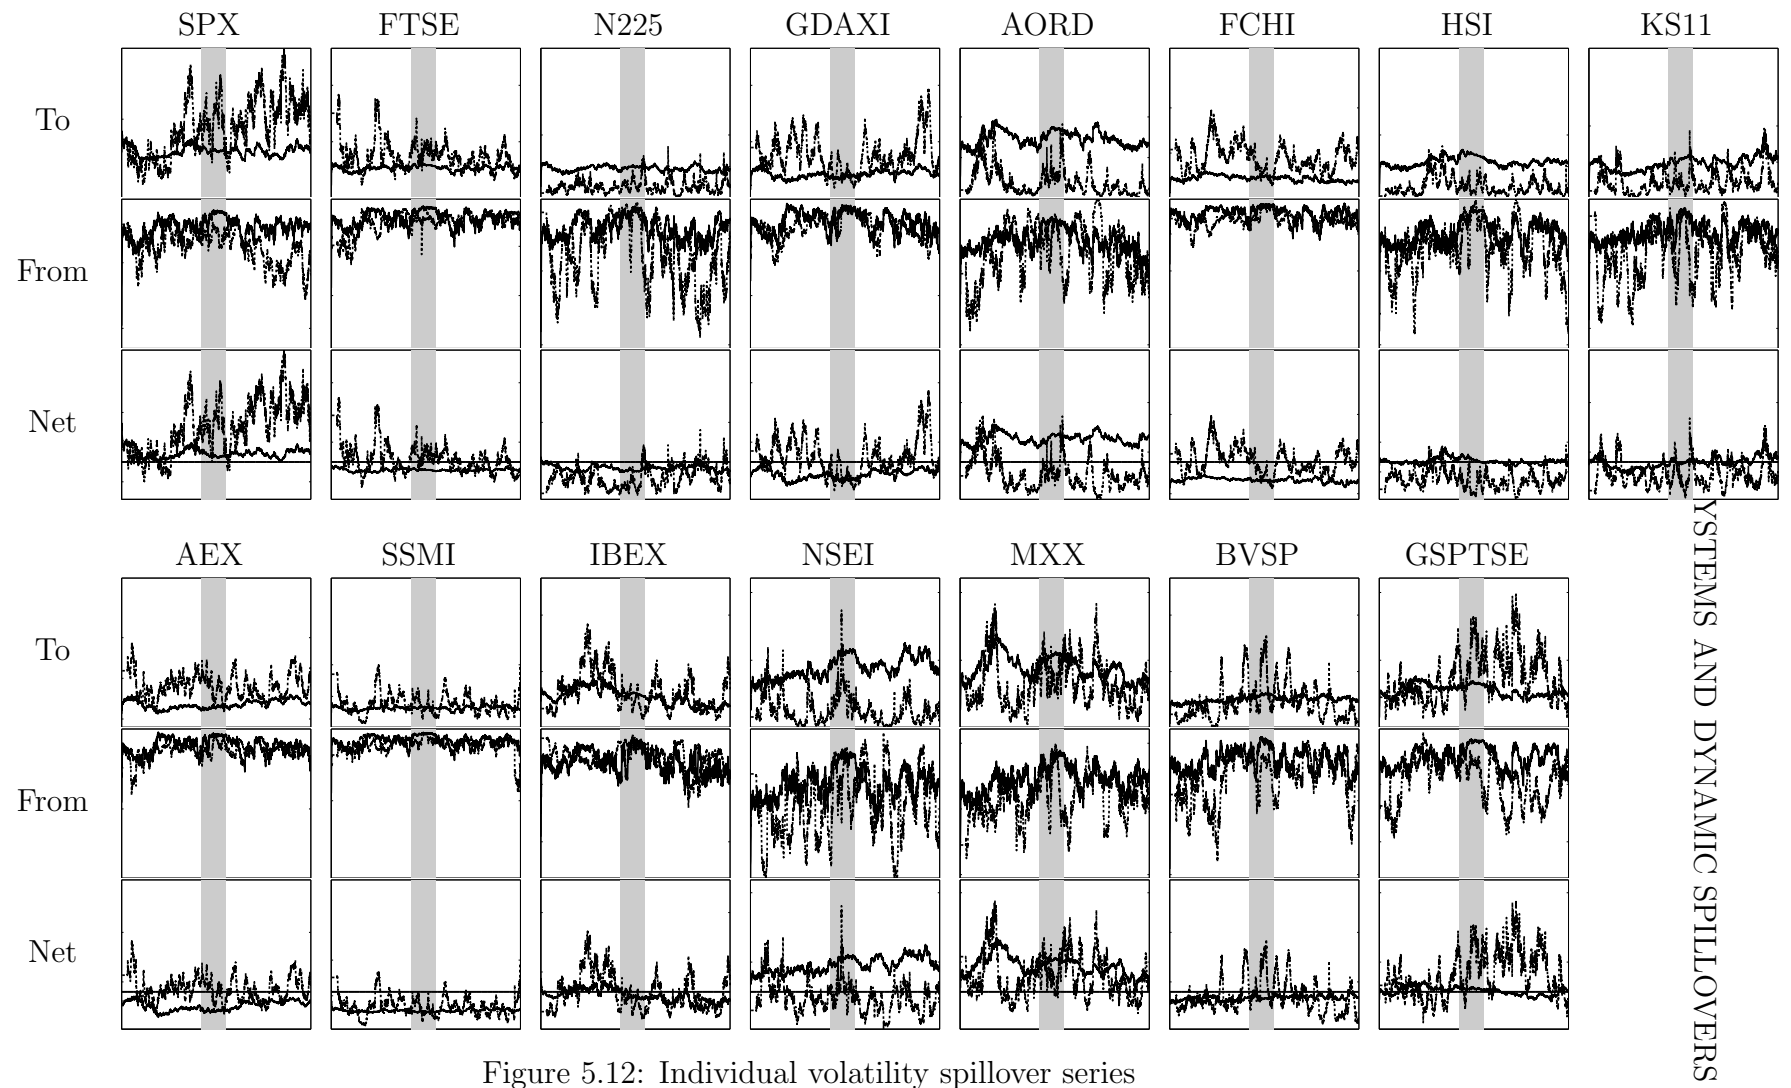 SPX FTSE N225 GDAXI AORD FCHI HSI KS11
To
From
Net
AEX SSMI IBEX NSEI MXX BVSP GSPTSE
To
From
Net
YSTEMS AND DYNAMIC SPILLOVERS
Figure 5.12: Individual volatility spillover series